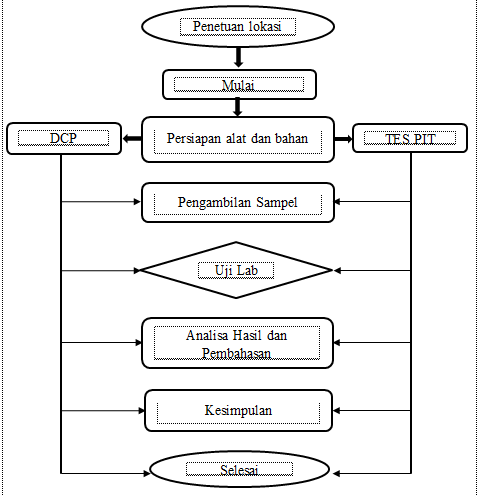 Penetuan lokasi
Mulai
DCP
Persiapan alat dan bahan
TES PIT
Pengambilan Sampel
Uji Lab
Analisa Hasil dan
Pembahasan
Kesimpulan
Selesai